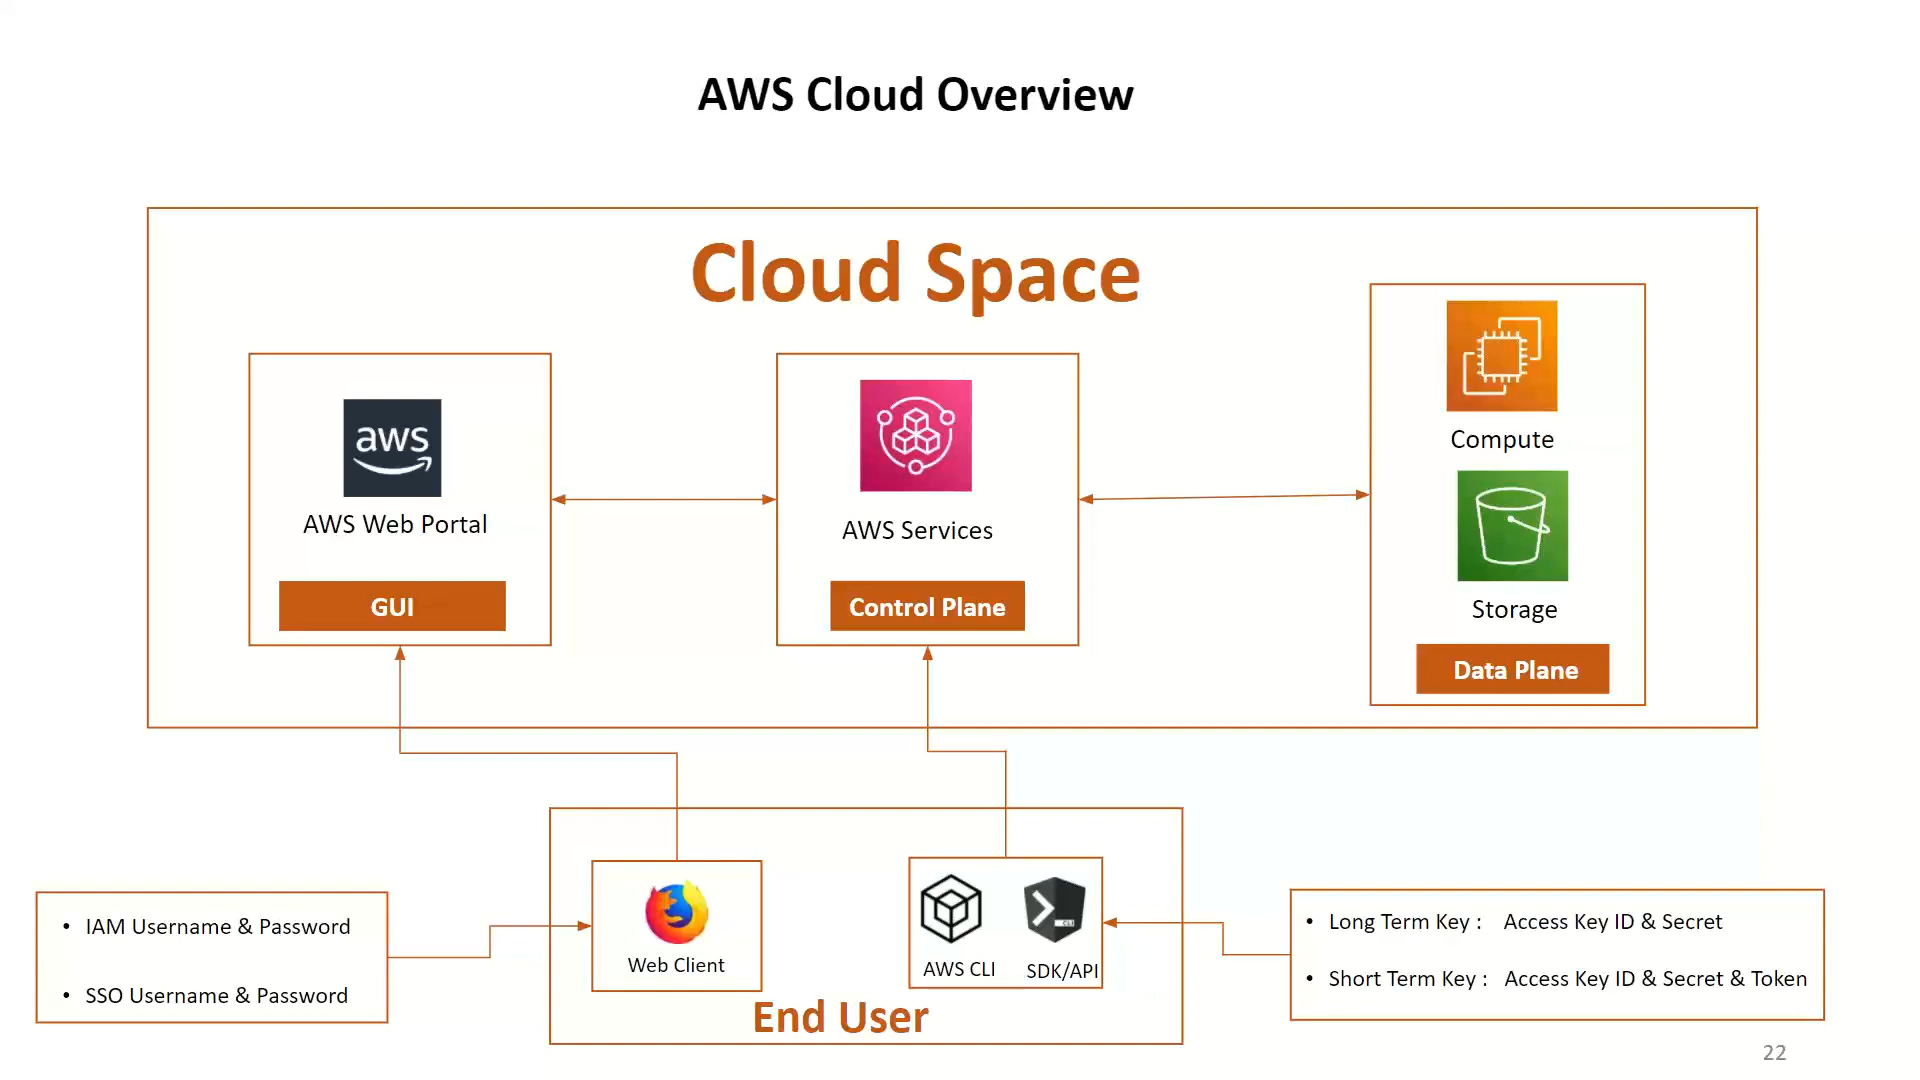 AWS Cloud Overview
Cloud Space
aws
AWS Web Portal
GUI
AWS Services
Control Plane
Compute
Storage
Data Plane
• IAM Username & Password
• SSO Username & Password
Web Client
AWS CLI
CLI
SDK/API
End User
• Long Term Key : Access Key ID & Secret
• Short Term Key : Access Key ID & Secret & Token
22